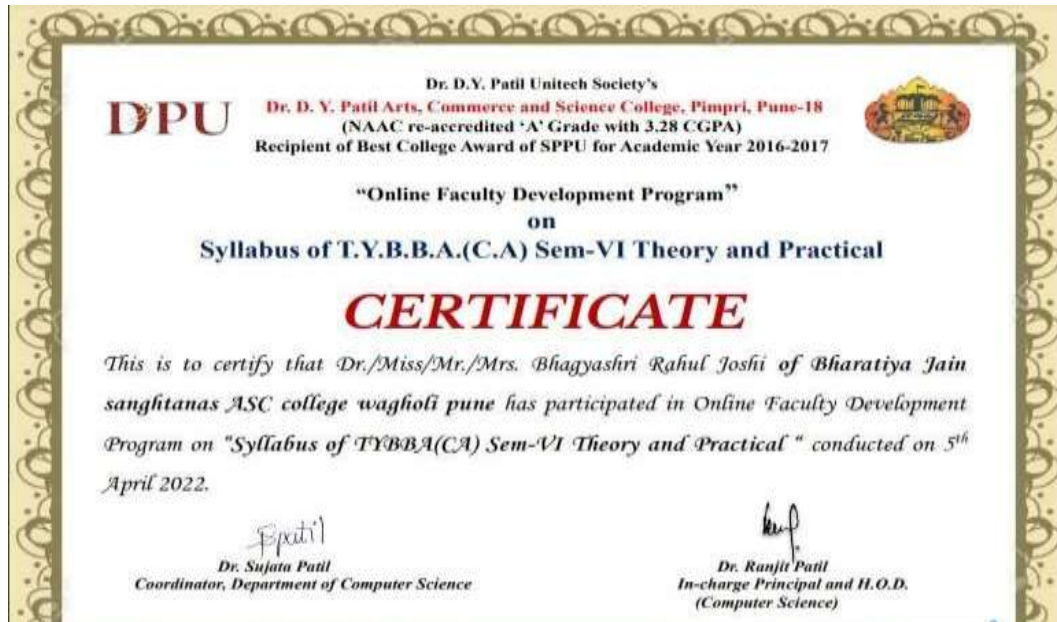 Dr. D.Y. Patil Unitech Society's
DPU
Dr. D. Y. Patil Arts, Commerce and Science College, Pimpri, Pune-18
(NAAC re-accredited 'A' Grade with 3.28 CGPA)
Recipient of Best College Award of SPPU for Academic Year 2016-2017
"Online Faculty Development Program"
on
Syllabus of T.Y.B.B.A.(C.A) Sem-VI Theory and Practical
CERTIFICATE
This is to certify that Dr./Miss/Mr./Mrs. Bhagyashri Rahul Joshi of Bharatiya Jain
sanghtanas ASC college wagholi pune has participated in Online Faculty Development
Program on "Syllabus of TYBBA(CA) Sem-VI Theory and Practical " conducted on 5th
April 2022.
Spatil
Dr. Sujata Patil
Coordinator, Department of Computer Science
Dr. Ranjit Patil
In-charge Principal and H.O.D.
(Computer Science)